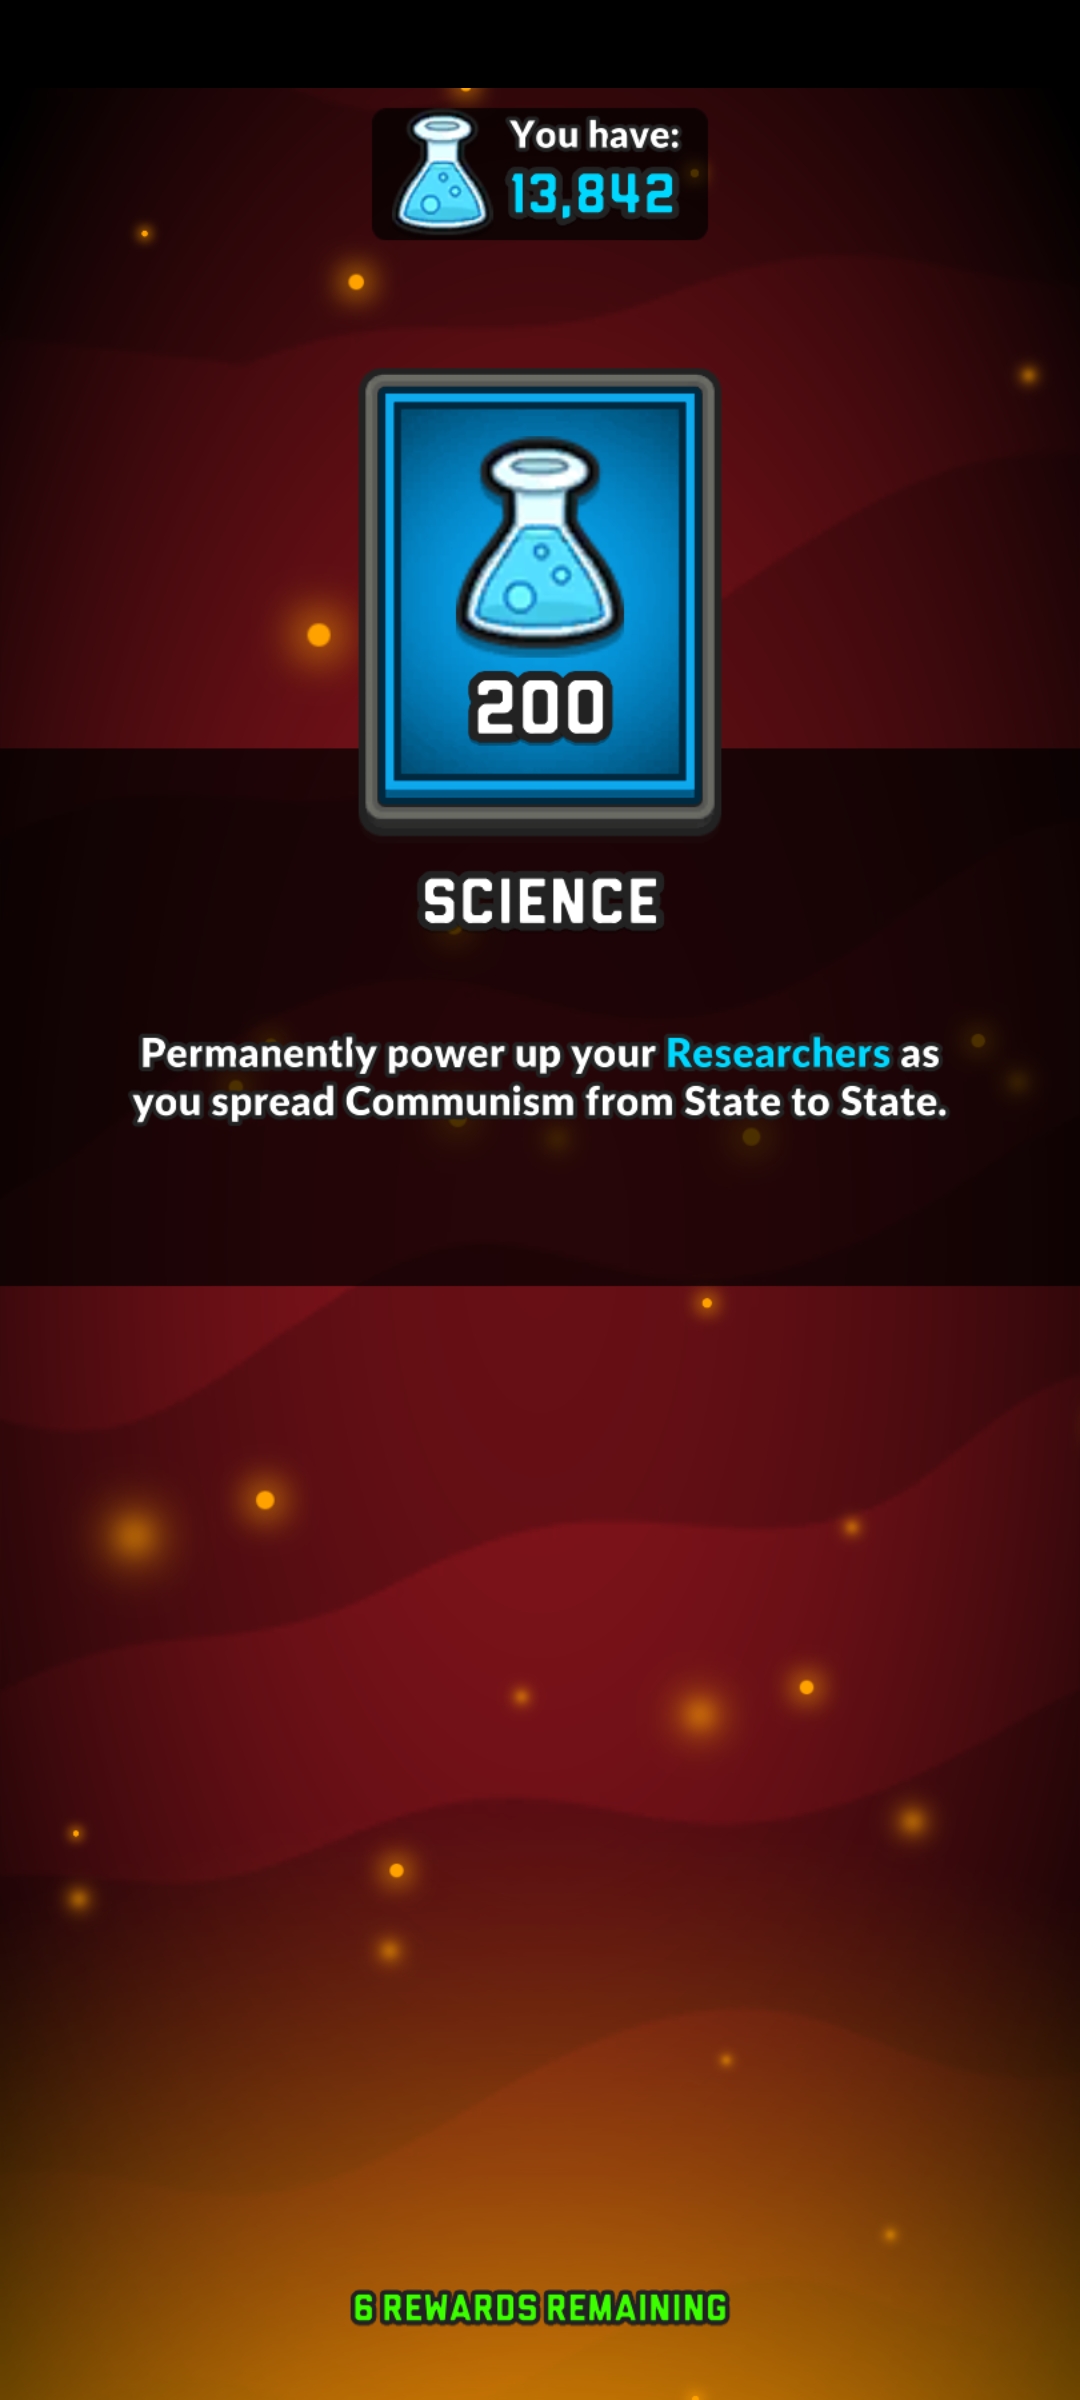 You have:
13,842
200
SCIENCE
Permanently power up your Researchers as
you spread Communism from State to State.
6 REWARDS REMAINING